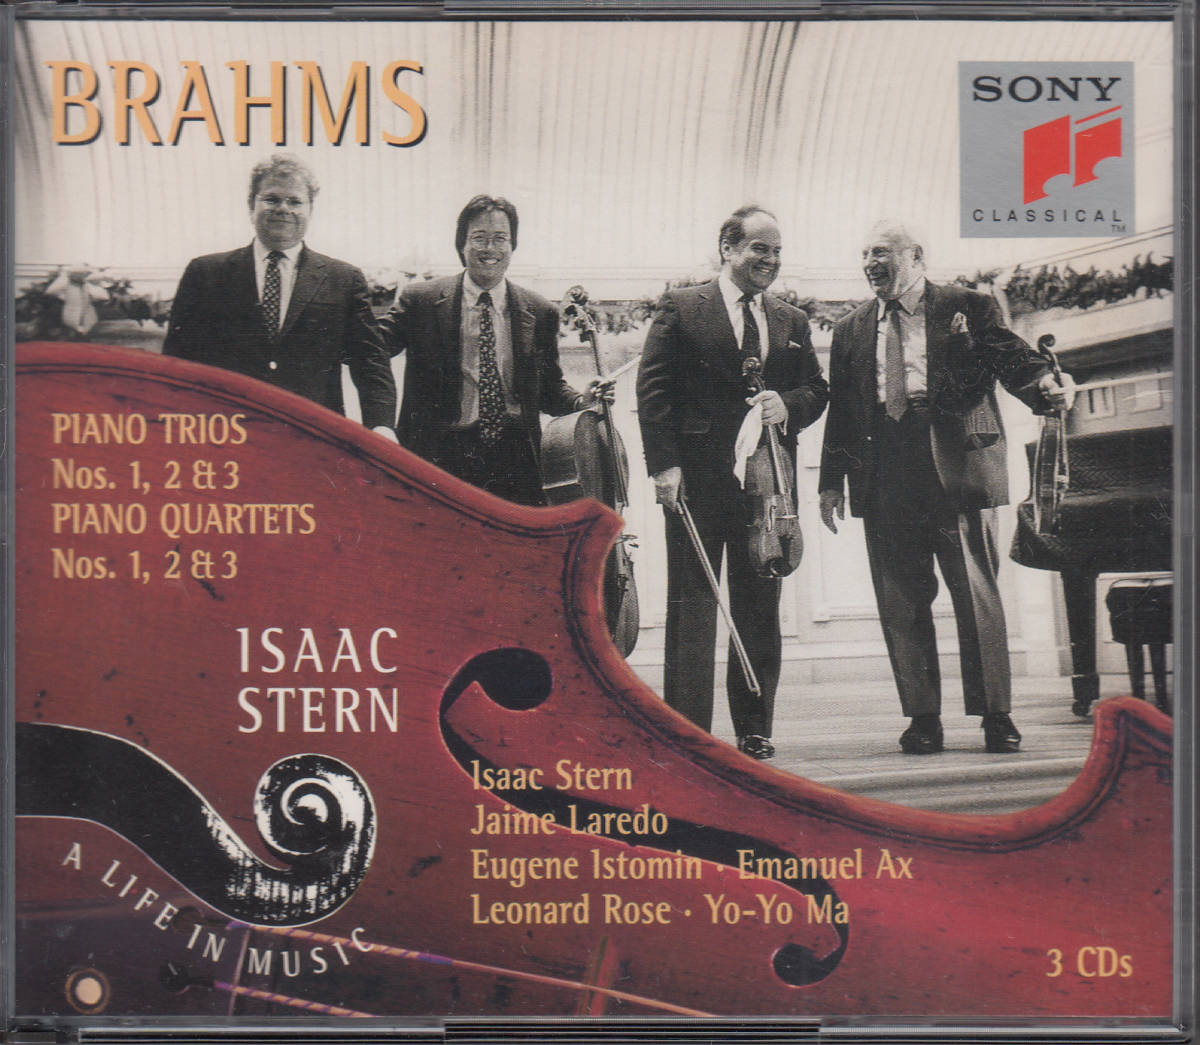 BRAHMS
SONY
CLASSICAL™
PIANO TRIOS
Nos. 1, 2 & 3
PIANO QUARTETS
Nos. 1, 2 & 3
ISAAC
STERN
A LIFE IN MUSIC
Isaac Stern
Jaime Laredo
Eugene Istomin · Emanuel Ax
Leonard Rose · Yo-Yo Ma
3 CDs